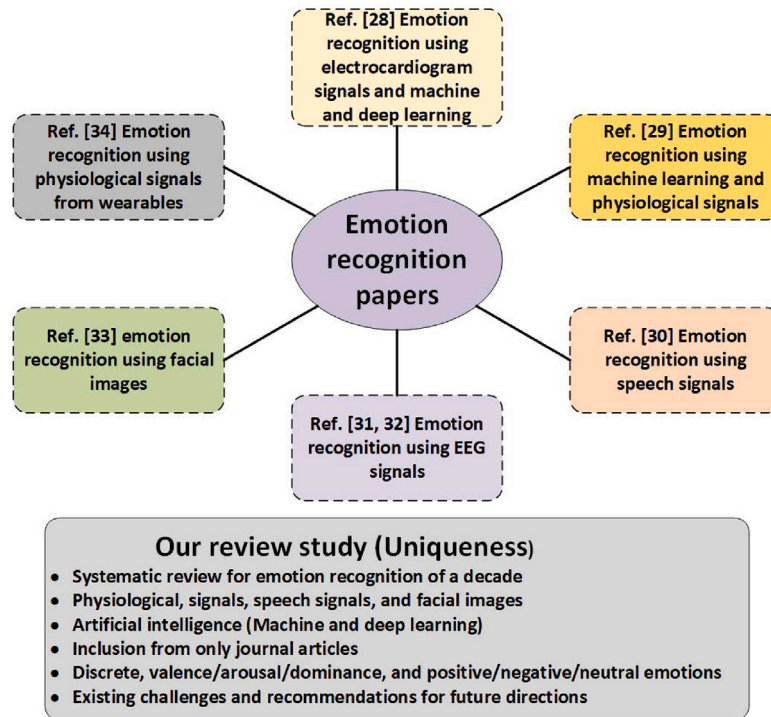 Ref. [28] Emotion
recognition using
electrocardiogram
signals and machine
and deep learning
Ref. [34] Emotion
recognition using
physiological signals
from wearables
Ref. [29] Emotion
recognition using
machine learning and
physiological signals
Emotion
recognition
papers
Ref. [33] emotion
recognition using facial
images
Ref. [30] Emotion
recognition using
speech signals
Ref. [31, 32] Emotion
recognition using EEG
signals
Our review study (Uniqueness)
● Systematic review for emotion recognition of a decade
● Physiological, signals, speech signals, and facial images
● Artificial intelligence (Machine and deep learning)
● Inclusion from only journal articles
● Discrete, valence/arousal/dominance, and positive/negative/neutral emotions
● Existing challenges and recommendations for future directions